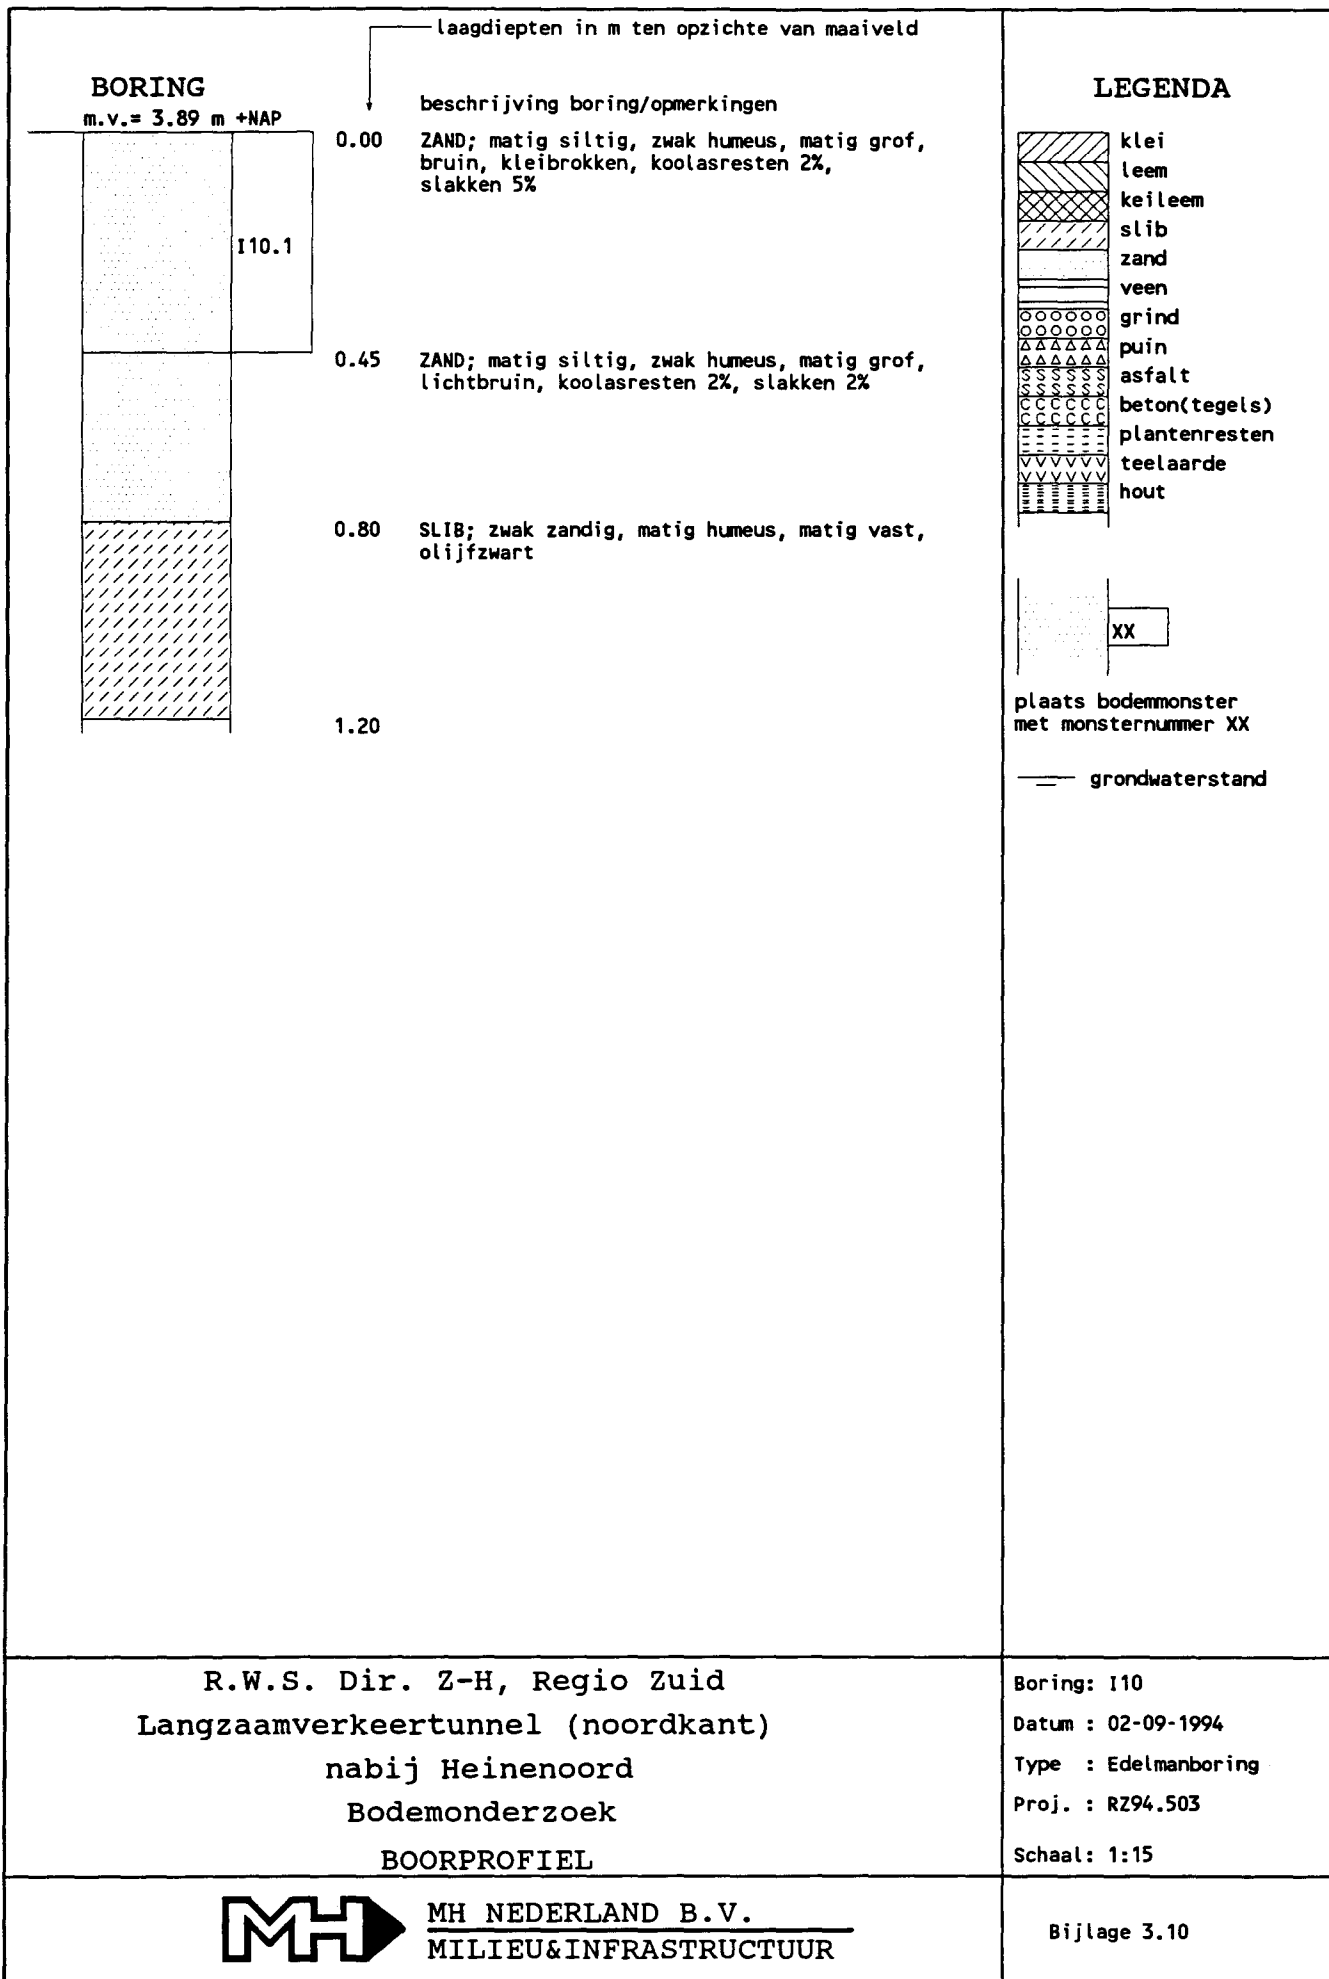 laagdiepten in m ten opzichte van maaiveld
BORING
m.v.= 3.89 m +NAP
beschrijving boring/opmerkingen
0.00 ZAND; matig siltig, zwak humeus, matig grof,
bruin, kleibrokken, koolasresten 2%,
slakken 5%
I10.1
0.45 ZAND; matig siltig, zwak humeus, matig grof,
lichtbruin, koolasresten 2%, slakken 2%
0.80 SLIB; zwak zandig, matig humeus, matig vast,
olijfzwart
1.20
LEGENDA
klei
leem
keileem
slib
zand
veen
grind
puin
asfalt
beton(tegels)
plantenresten
teelaarde
hout
XX
plaats bodemmonster
met monsternummer XX
grondwaterstand
R.W.S. Dir. Z-H, Regio Zuid
Langzaamverkeertunnel (noordkant)
nabij Heinenoord
Bodemonderzoek
BOORPROFIEL
Boring: I10
Datum : 02-09-1994
Type : Edelmanboring
Proj. : RZ94.503
Schaal: 1:15
MH MH NEDERLAND B.V.
MILIEU&INFRASTRUCTUUR
Bijlage 3.10